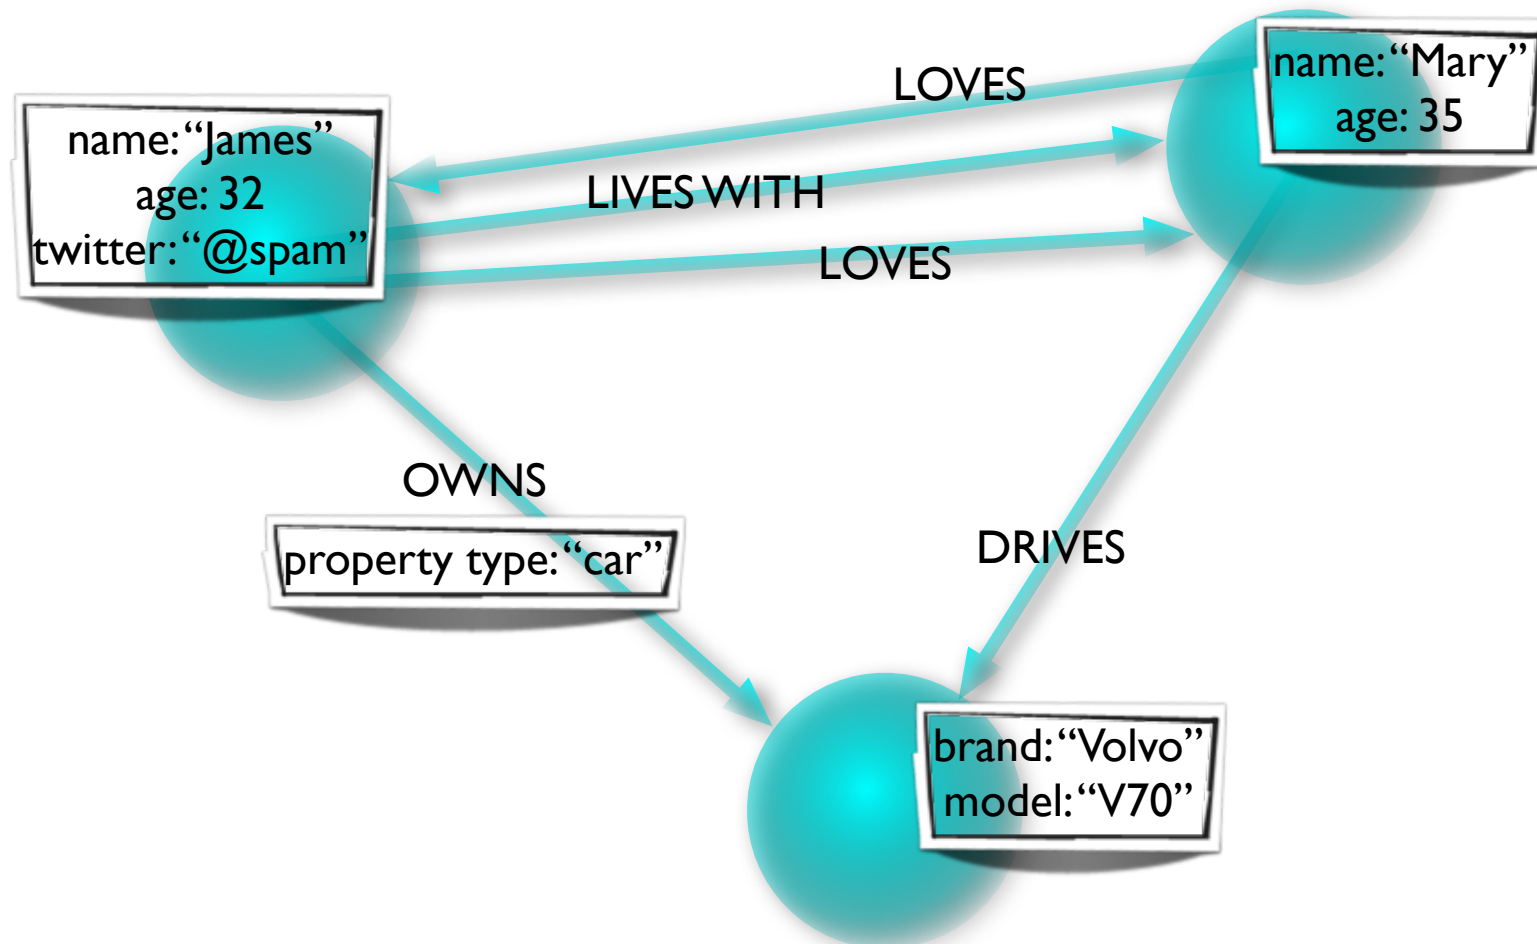 name: “Mary”
age: 35
LOVES
name: “James”
age: 32
twitter: “@spam”
LIVES WITH
LOVES
OWNS
property type: “car”
DRIVES
brand: “Volvo”
model: “V70”